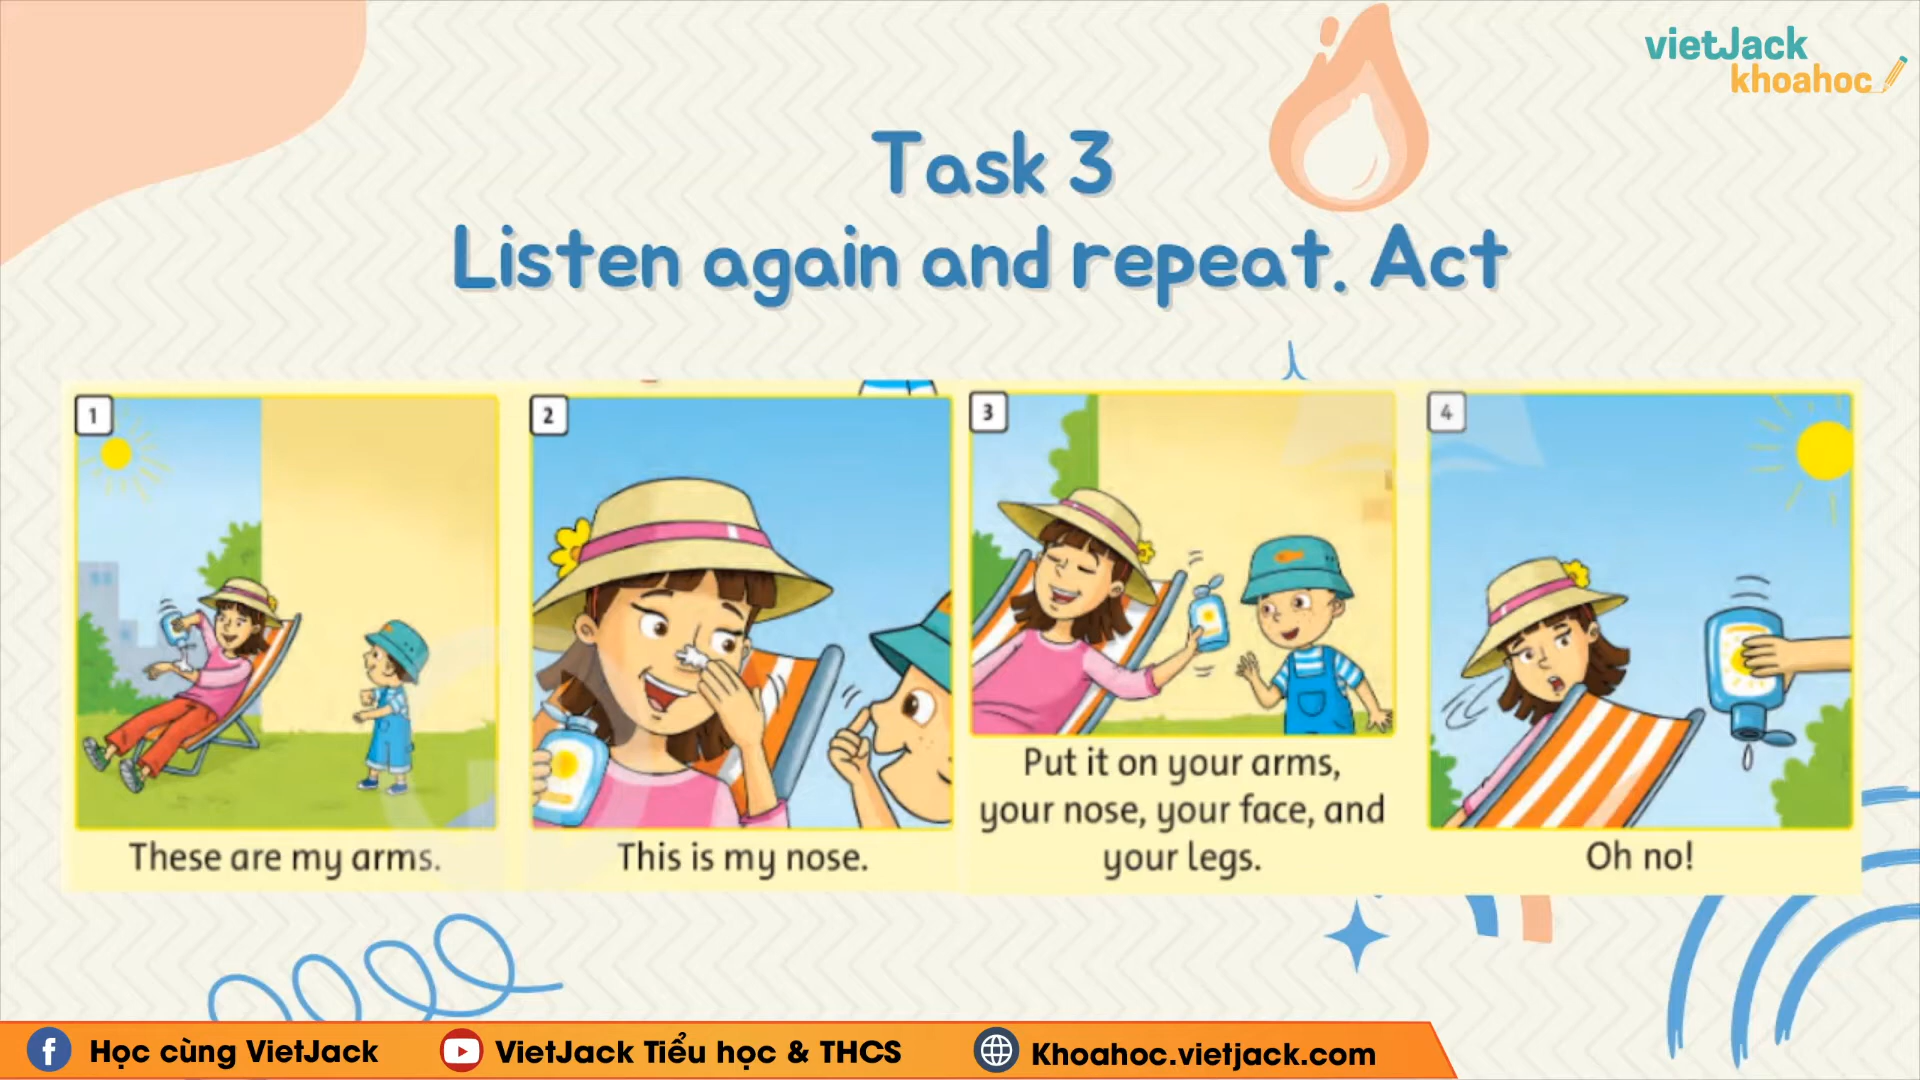 vietJack
khoahoc
Task 3
Listen again and repeat. Act
1
These are my arms.
2
This is my nose.
3
Put it on your arms,
your nose, your face, and
your legs.
4
Oh no!
Học cùng VietJack
VietJack Tiểu học & THCS
Khoahoc.vietjack.com